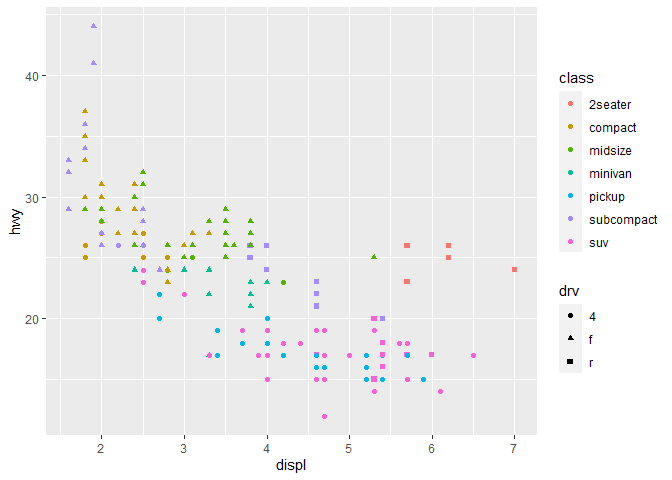 hwy
40
30
20
2
3
4
5
6
7
displ
class
2seater
compact
midsize
minivan
pickup
subcompact
suv
drv
4
f
r